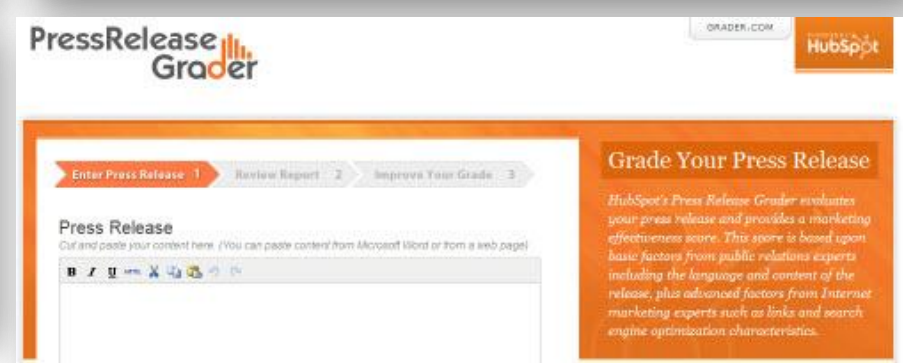 PressRelease
Grader
GRADER.COM
HubSpot
Enter Press Release 1
Review Report 2
Improve Your Grade 3
Grade Your Press Release
HubSpot's Press Release Grader evaluates
your press release and provides a marketing
effectiveness score. This score is based upon
basic factors from public relations experts
including the language and content of the
release, plus advanced factors from Internet
marketing experts such as links and search
engine optimization characteristics.
Press Release
Cut and paste your content here. (You can paste content from Microsoft Word or from a web page)
B I U